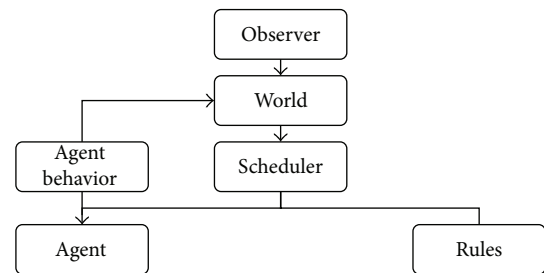 Observer
World
Agent
behavior
Scheduler
Agent
Rules